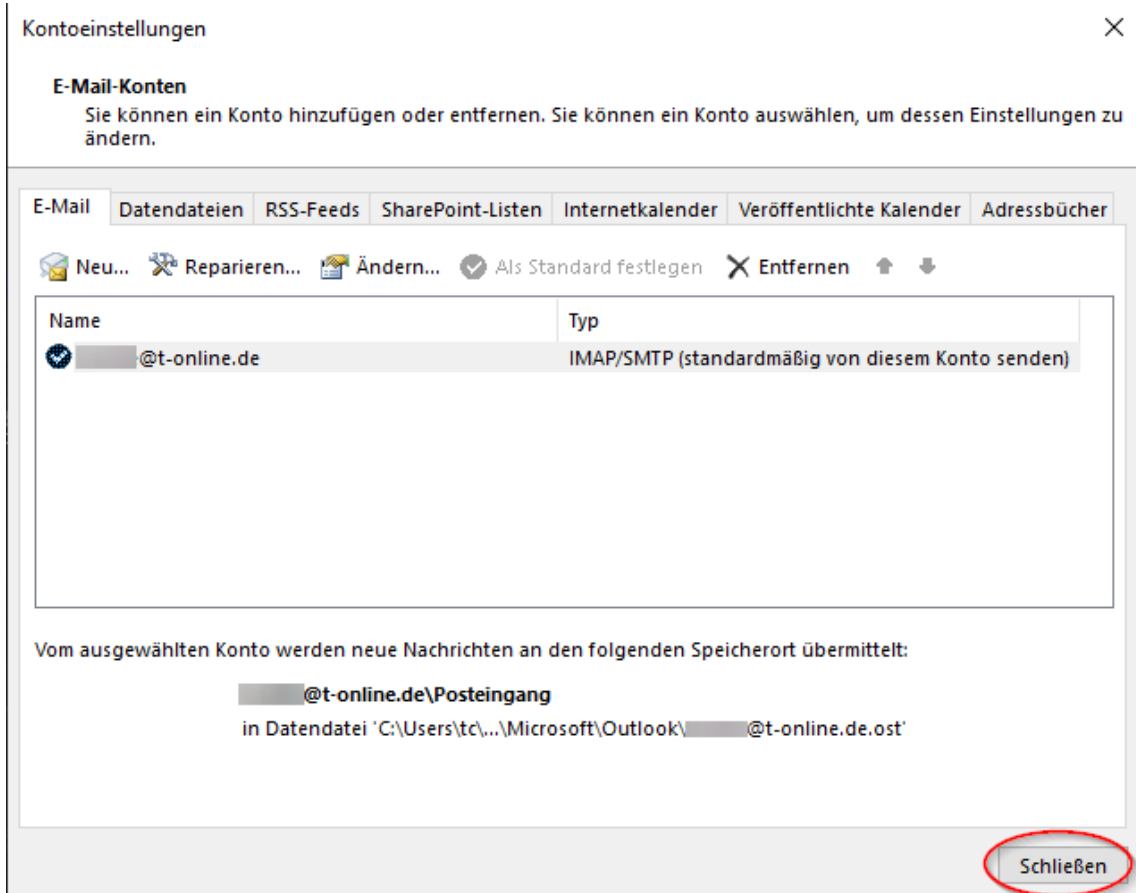 Kontoeinstellungen
E-Mail-Konten
Sie können ein Konto hinzufügen oder entfernen. Sie können ein Konto auswählen, um dessen Einstellungen zu
ändern.
E-Mail Datendateien RSS-Feeds SharePoint-Listen Internetkalender Veröffentlichte Kalender Adressbücher
Neu... Reparieren... Ändern... Als Standard festlegen Entfernen
Name Typ
@t-online.de IMAP/SMTP (standardmäßig von diesem Konto senden)
Vom ausgewählten Konto werden neue Nachrichten an den folgenden Speicherort übermittelt:
@t-online.de\Posteingang
in Datendatei 'C:\Users\tc\...\Microsoft\Outlook\ @t-online.de.ost'
Schließen